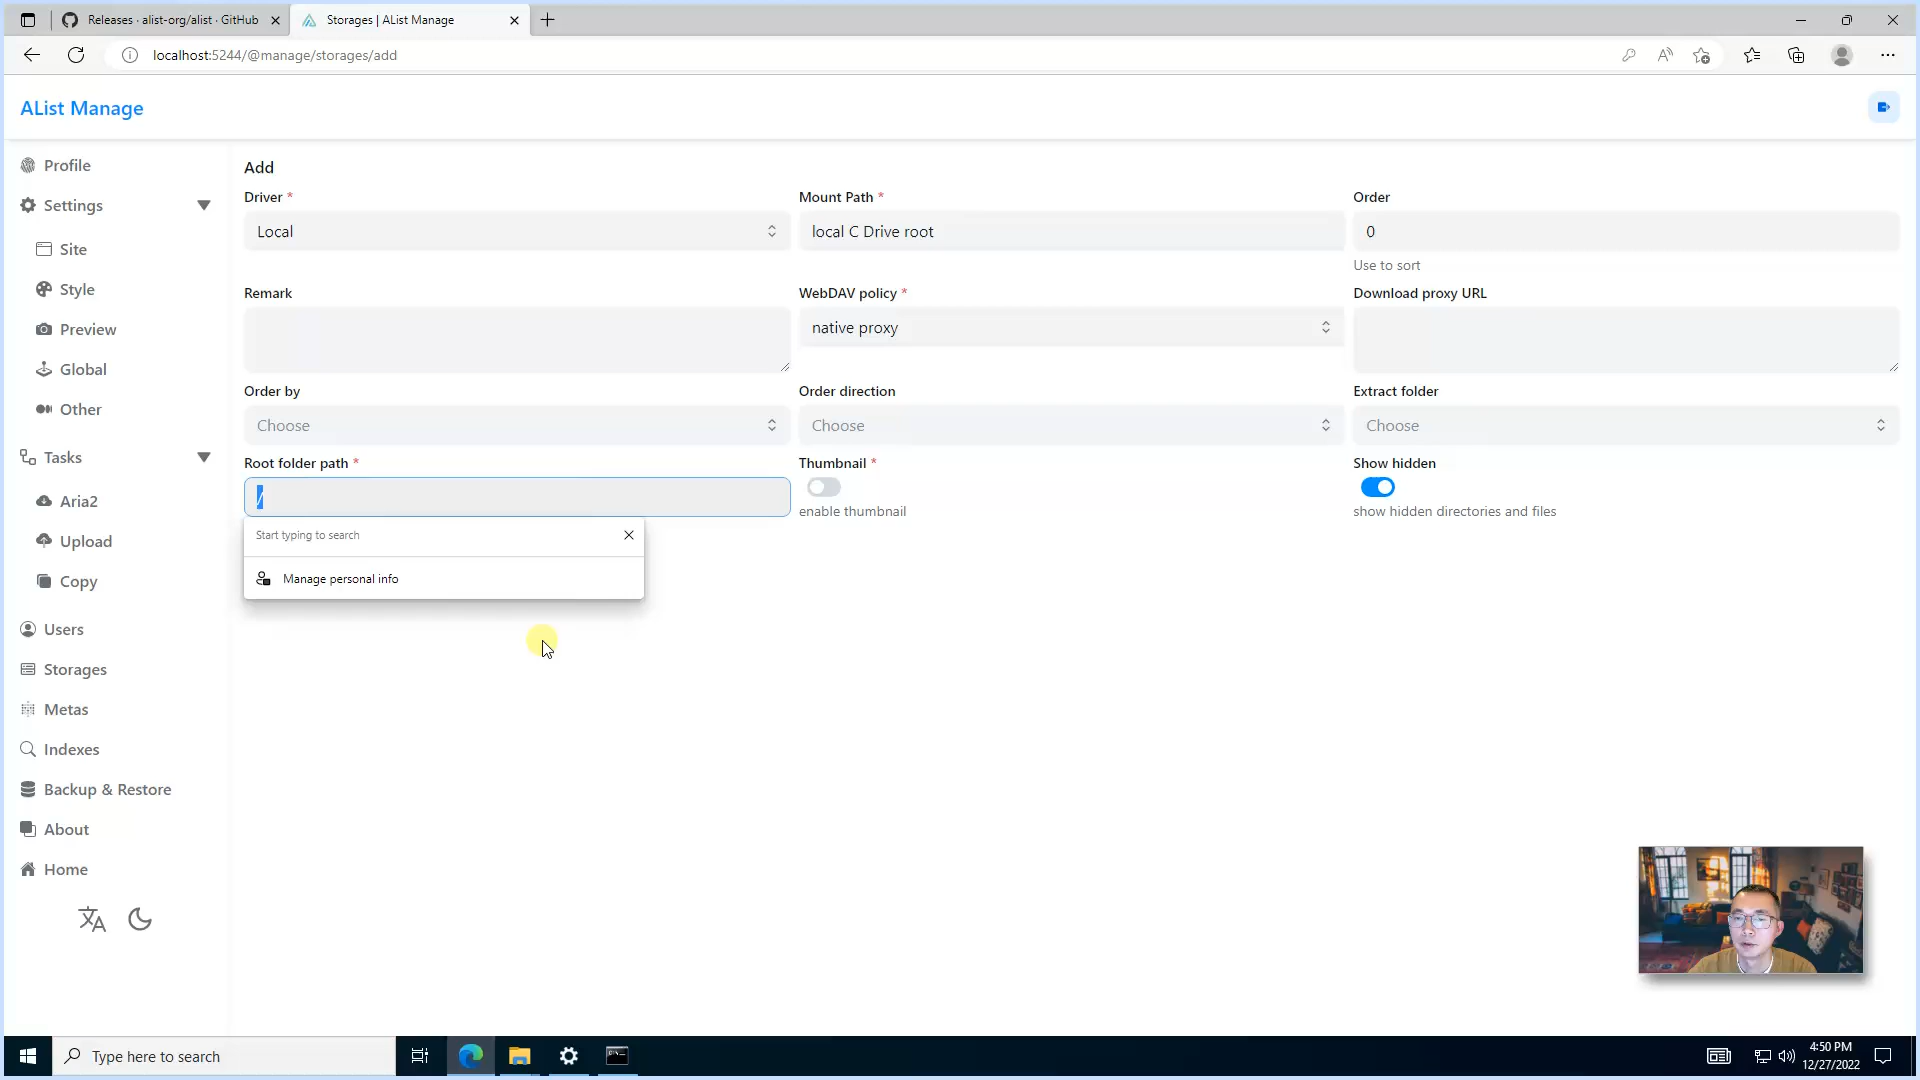 Releases · alist-org/alist · GitHub
Storages | AList Manage
localhost:5244/@manage/storages/add
AList Manage
Profile
Settings
Site
Style
Preview
Global
Other
Tasks
Aria2
Upload
Copy
Users
Storages
Metas
Indexes
Backup & Restore
About
Home
Add
Driver *
Local
Mount Path *
local C Drive root
Order
0
Use to sort
Remark
WebDAV policy *
native proxy
Download proxy URL
Order by
Choose
Order direction
Choose
Extract folder
Choose
Root folder path *
/
Thumbnail *
enable thumbnail
Show hidden
show hidden directories and files
Start typing to search
Manage personal info
Type here to search
4:50 PM
12/27/2022